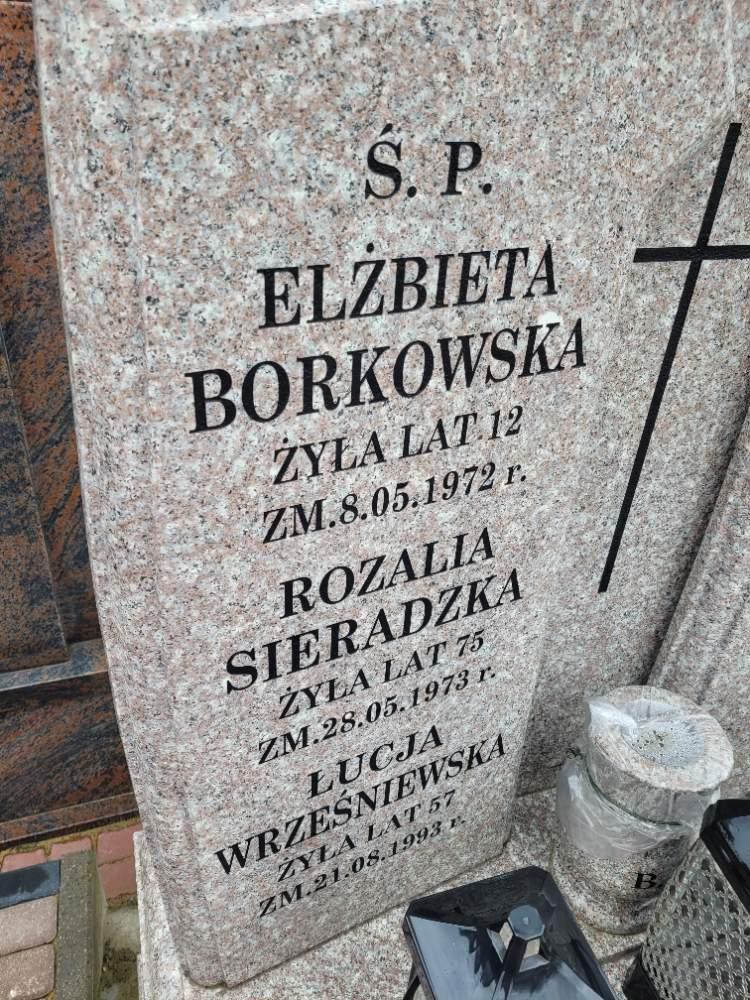 Ś. P.
ELŻBIETA
BORKOWSKA
ŻYŁA LAT 12
ZM.8.05.1972 r.
ROZALIA
SIERADZKA
ŻYŁA LAT 75
ZM.28.05.1973 r.
ŁUCJA
WRZEŚNIEWSKA
ŻYŁA LAT 57
ZM.21.08.1993 r.